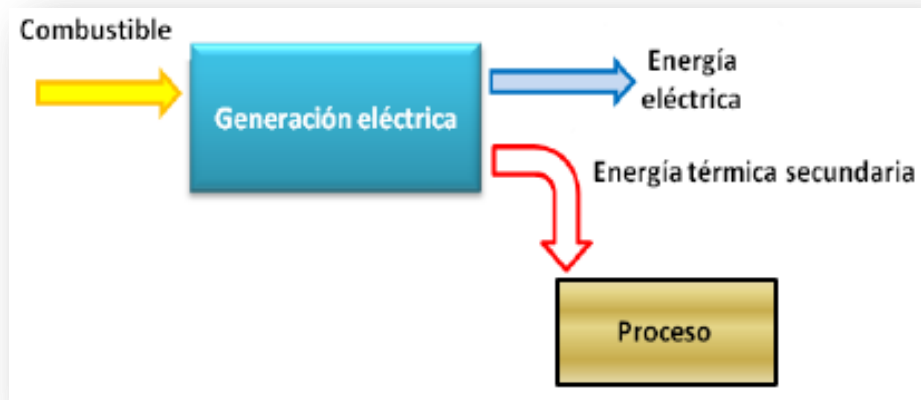 Combustible
Generación eléctrica
Energía
eléctrica
Energía térmica secundaria
Proceso